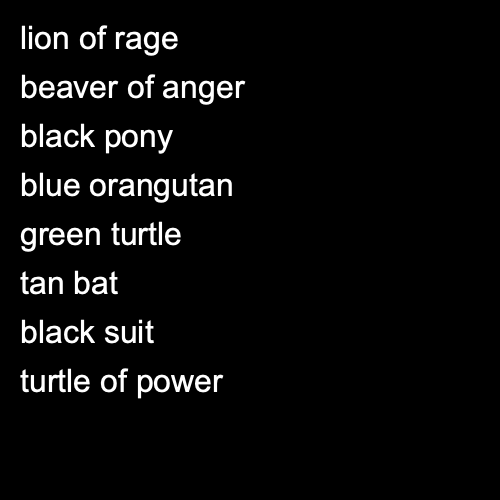 lion of rage
beaver of anger
black pony
blue orangutan
green turtle
tan bat
black suit
turtle of power